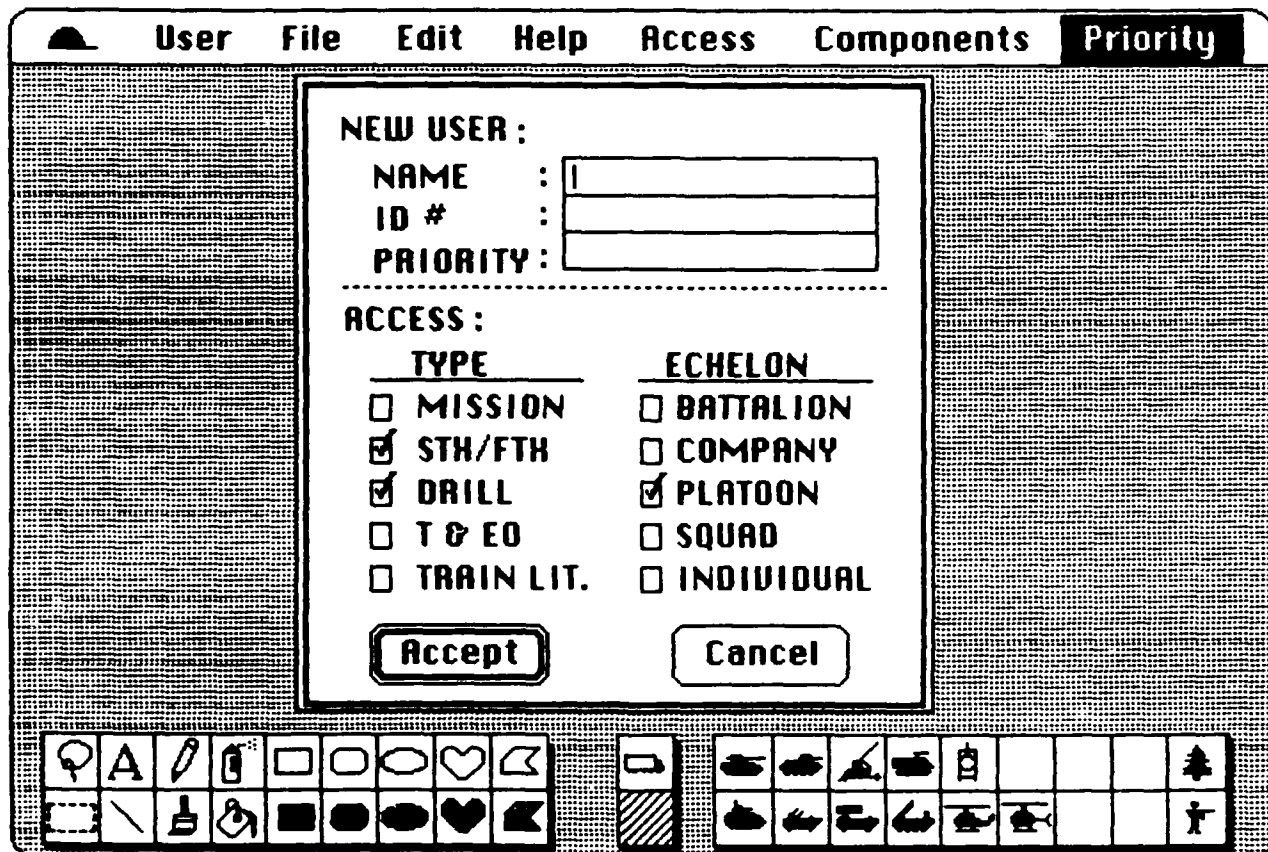 User File Edit Help Access Components Priority
NEW USER :
NAME :
ID # :
PRIORITY :
ACCESS :
TYPE ECHELON
MISSION BATTALION
STX/FTX COMPANY
DRILL PLATOON
T & EO SQUAD
TRAIN LIT. INDIVIDUAL
Accept Cancel
A